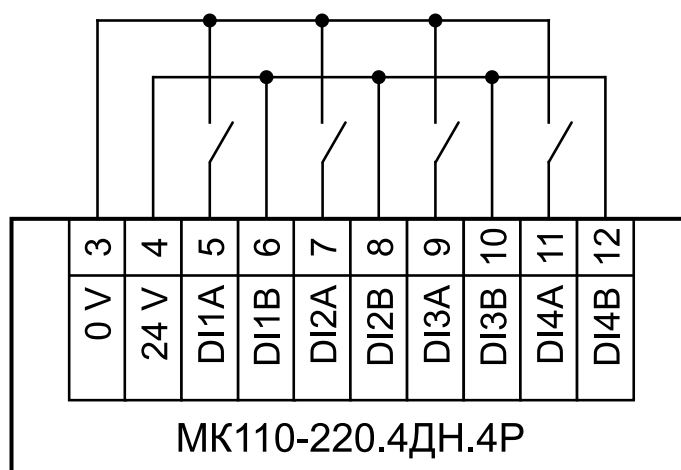 3 4 5 6 7 8 9 10 11 12
0 V 24 V DI1A DI1B DI2A DI2B DI3A DI3B DI4A DI4B
МК110-220.4ДН.4Р